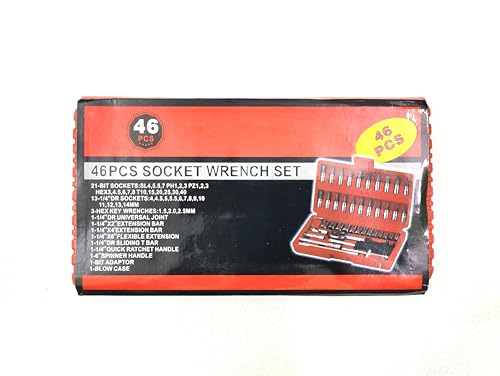 46
PCS
46
PCS
46PCS SOCKET WRENCH SET
21-BIT SOCKETS:SL4,5.5,7 PH1,2,3 PZ1,2,3
HEX3,4,5,6,7,8 T10,15,20,25,30,40
13-1/4"DR SOCKETS:4,4.5,5,5.5,6,7,8,9,10
11,12,13,14MM
3-HEX KEY WRENCHES:1.5,2.0,2.5MM
1-1/4"DR UNIVERSAL JOINT
1-1/4"X2"EXTENSION BAR
1-1/4"X4"EXTENSION BAR
1-1/4"X6"FLEXIBLE EXTENSION
1-1/4"DR SLIDING T BAR
1-1/4"QUICK RATCHET HANDLE
1-6"SPINNER HANDLE
1-BIT ADAPTOR
1-BLOW CASE